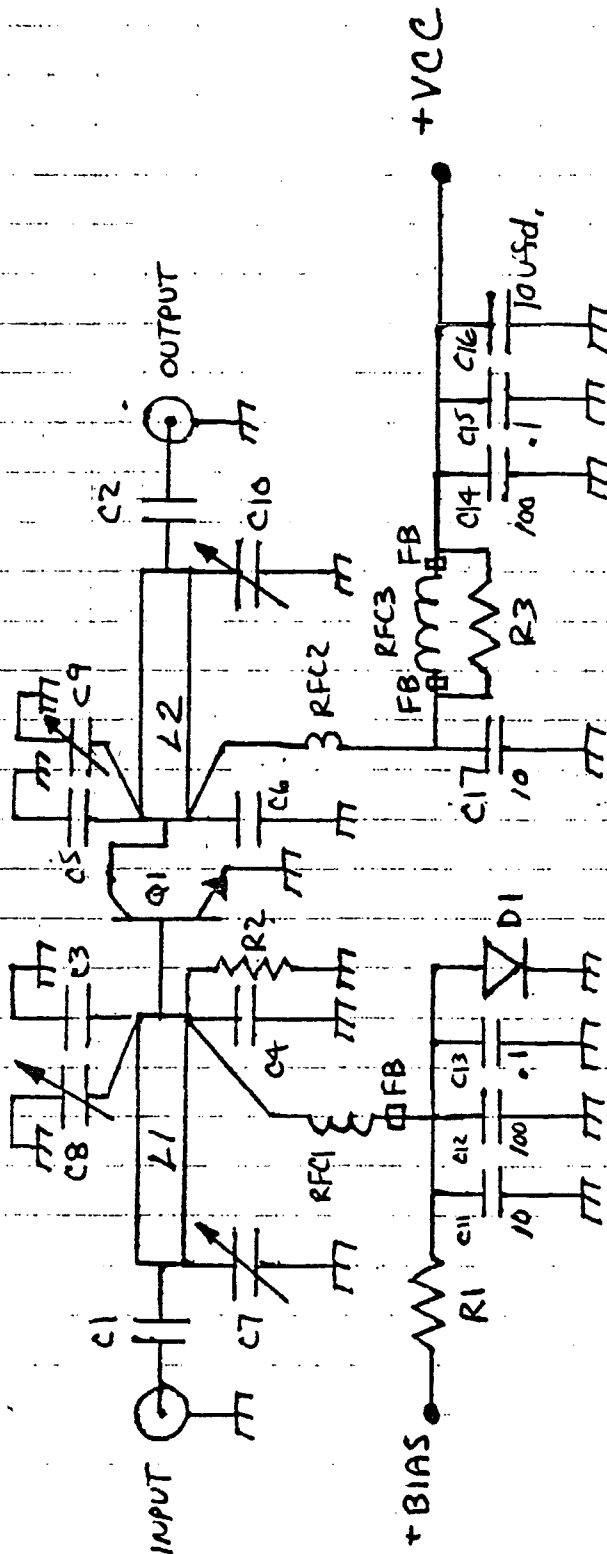 INPUT
C1
C7
L1
C8
C3
C4
R2
Q1
C5
C9
C6
L2
C2
C10
OUTPUT
+BIAS
R1
RFC1
FB
C11
10
C12
100
C13
.1
D1
RFC2
C17
10
FB
RFC3
FB
R3
C14
100
C15
.1
C16
10ufd.
+VCC